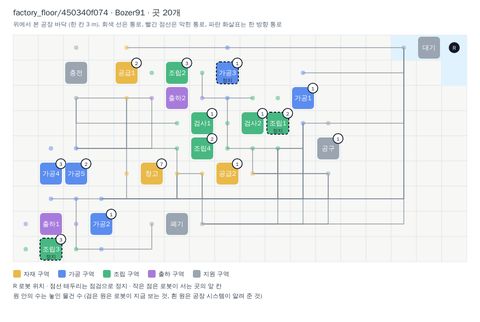 factory_floor/450340f074 · Bozer91 · 곳 20개
위에서 본 공장 바닥 (한 칸 3 m), 회색 선은 통로, 빨간 점선은 막힌 통로, 파란 화살표는 한 방향 통로
대기 R
충전 공급1 2 조립2 3 가공3 1 정지
출하2 가공1 1
검사1 1 검사2 1 조립1 2 정지
조립4 2 공구 1
가공4 3 가공5 2 창고 7 공급2 1
출하1 가공2 1 폐기
조립3 3 정지
자재 구역 가공 구역 조립 구역 출하 구역 지원 구역
R 로봇 위치 · 점선 테두리는 점검으로 정지 · 작은 점은 로봇이 서는 곳의 앞 칸
원 안의 수는 놓인 물건 수 (검은 원은 로봇이 지금 보는 것, 흰 원은 공장 시스템이 알려 준 것)